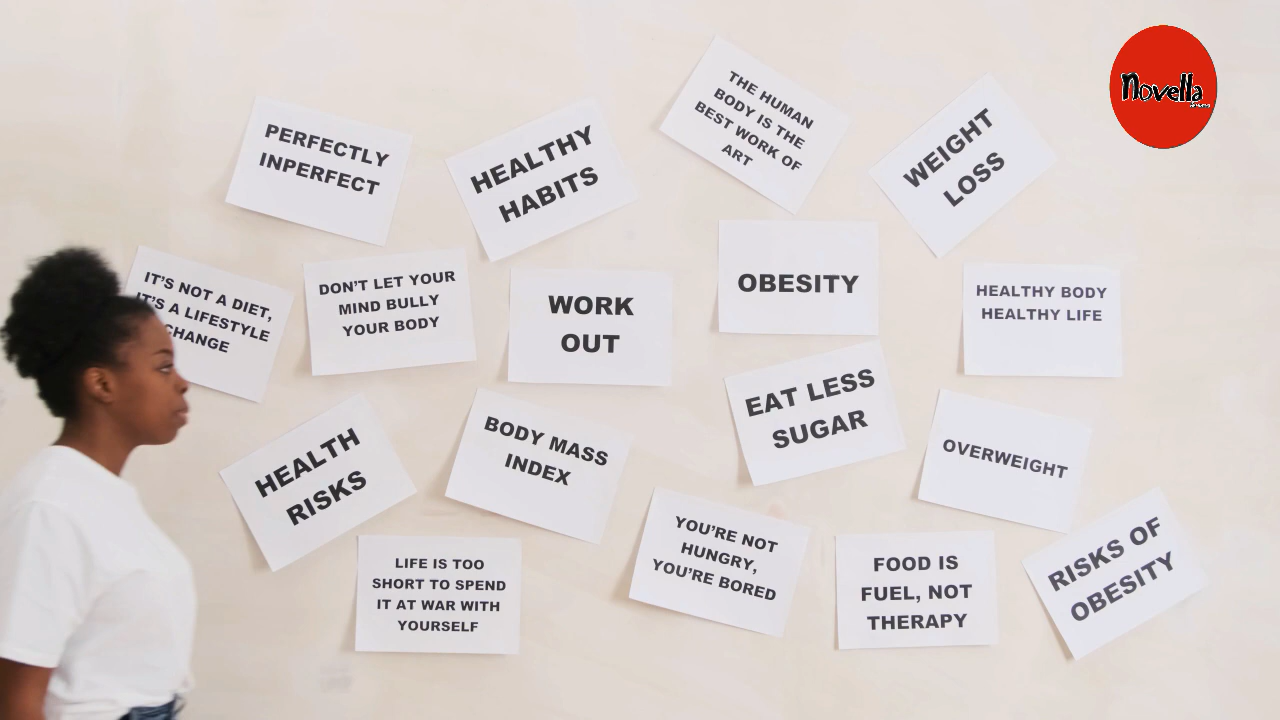 PERFECTLY
INPERFECT
HEALTHY
HABITS
THE HUMAN
BODY IS THE
BEST WORK OF
ART
WEIGHT
LOSS
Novella
IT'S NOT A DIET,
IT'S A LIFESTYLE
CHANGE
DON'T LET YOUR
MIND BULLY
YOUR BODY
WORK
OUT
OBESITY
HEALTHY BODY
HEALTHY LIFE
HEALTH
RISKS
BODY MASS
INDEX
EAT LESS
SUGAR
OVERWEIGHT
LIFE IS TOO
SHORT TO SPEND
IT AT WAR WITH
YOURSELF
YOU'RE NOT
HUNGRY,
YOU'RE BORED
FOOD IS
FUEL, NOT
THERAPY
RISKS OF
OBESITY